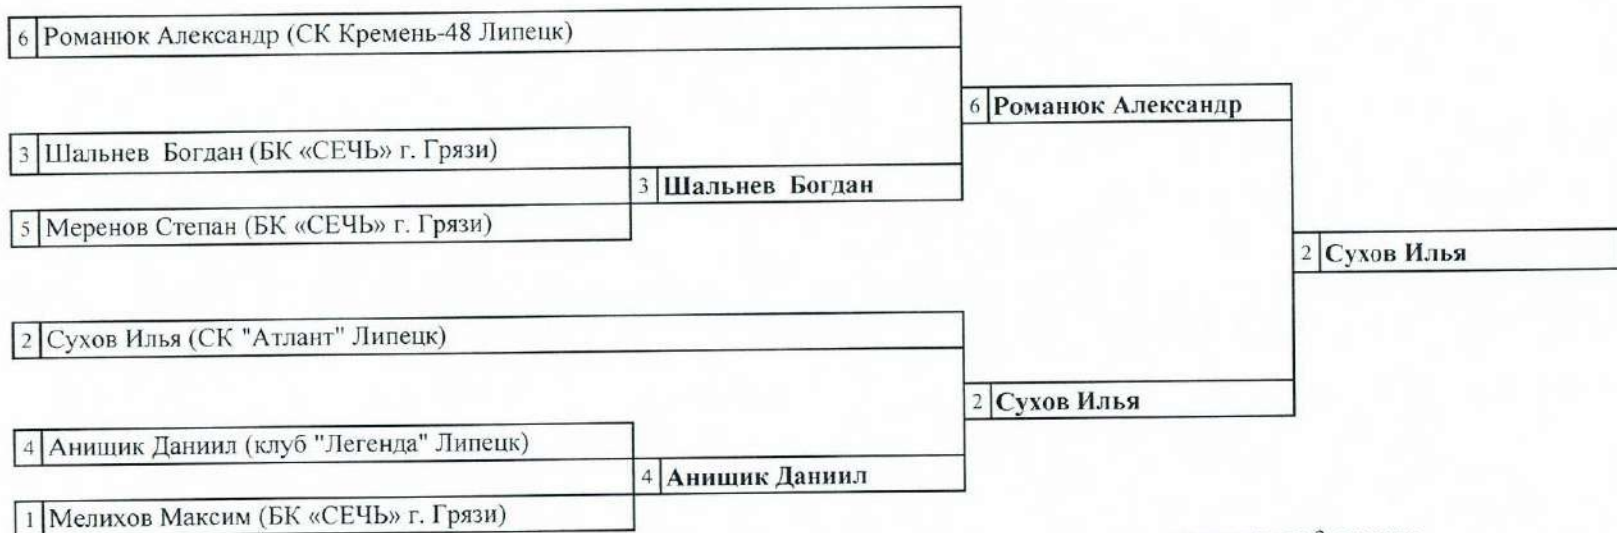 6 Романюк Александр (СК Кремень-48 Липецк)
6 Романюк Александр
3 Шальнев Богдан (БК «СЕЧЬ» г. Грязи)
3 Шальнев Богдан
5 Меренов Степан (БК «СЕЧЬ» г. Грязи)
2 Сухов Илья
2 Сухов Илья (СК "Атлант" Липецк)
2 Сухов Илья
4 Анищик Даниил (клуб "Легенда" Липецк)
4 Анищик Даниил
1 Мелихов Максим (БК «СЕЧЬ» г. Грязи)